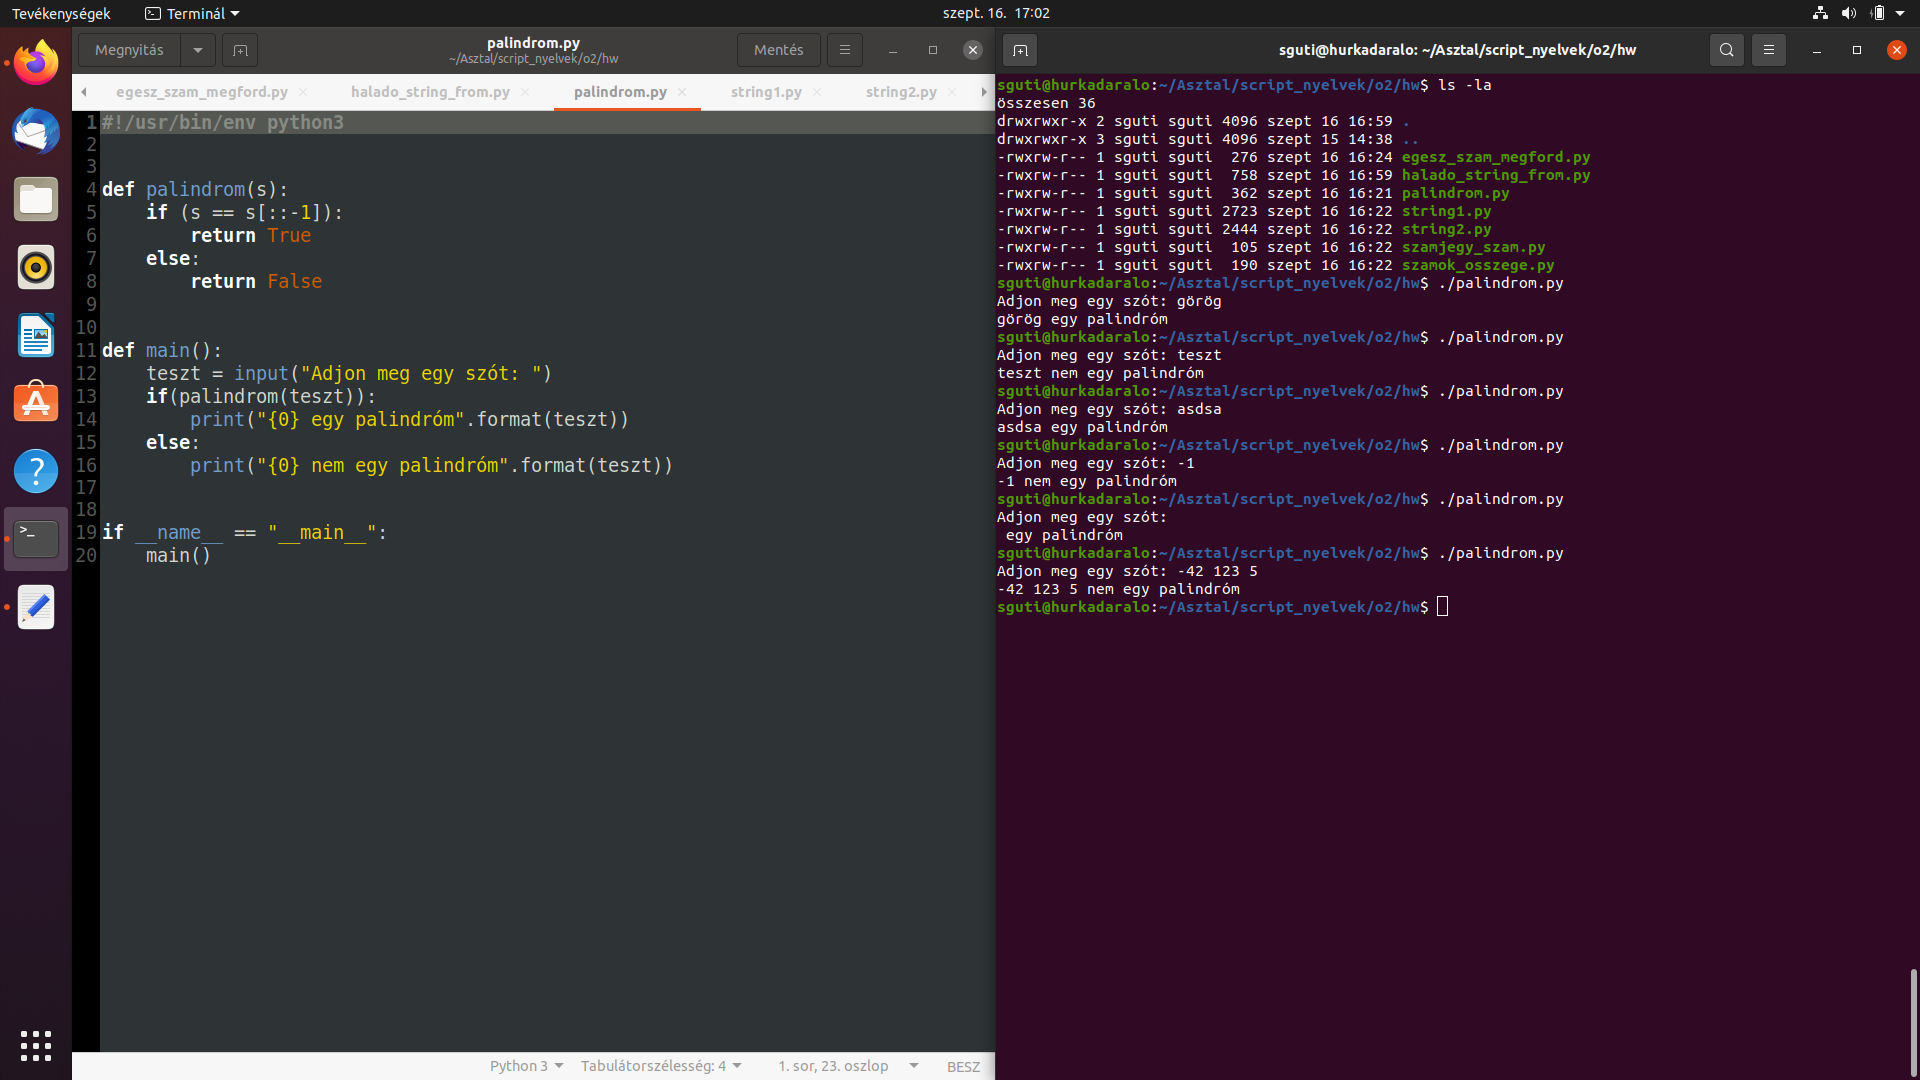 Tevékenységek
Terminál
szept. 16. 17:02
Megnyitás
palindrom.py
~/Asztal/script_nyelvek/o2/hw
Mentés
egesz_szam_megford.py
halado_string_from.py
palindrom.py
string1.py
string2.py
1 #!/usr/bin/env python3
2
3
4 def palindrom(s):
5     if (s == s[::-1]):
6         return True
7     else:
8         return False
9
10
11 def main():
12     teszt = input("Adjon meg egy szót: ")
13     if(palindrom(teszt)):
14         print("{0} egy palindróm".format(teszt))
15     else:
16         print("{0} nem egy palindróm".format(teszt))
17
18
19 if __name__ == "__main__":
20     main()
Python 3
Tabulátorszélesség: 4
1. sor, 23. oszlop
BESZ
sguti@hurkadaralo: ~/Asztal/script_nyelvek/o2/hw
sguti@hurkadaralo:~/Asztal/script_nyelvek/o2/hw$ ls -la
összesen 36
drwxrwxr-x 2 sguti sguti 4096 szept 16 16:59 .
drwxrwxr-x 3 sguti sguti 4096 szept 15 14:38 ..
-rwxrw-r-- 1 sguti sguti  276 szept 16 16:24 egesz_szam_megford.py
-rwxrw-r-- 1 sguti sguti  758 szept 16 16:59 halado_string_from.py
-rwxrw-r-- 1 sguti sguti  362 szept 16 16:21 palindrom.py
-rwxrw-r-- 1 sguti sguti 2723 szept 16 16:22 string1.py
-rwxrw-r-- 1 sguti sguti 2444 szept 16 16:22 string2.py
-rwxrw-r-- 1 sguti sguti  105 szept 16 16:22 szamjegy_szam.py
-rwxrw-r-- 1 sguti sguti  190 szept 16 16:22 szamok_osszege.py
sguti@hurkadaralo:~/Asztal/script_nyelvek/o2/hw$ ./palindrom.py
Adjon meg egy szót: görög
görög egy palindróm
sguti@hurkadaralo:~/Asztal/script_nyelvek/o2/hw$ ./palindrom.py
Adjon meg egy szót: teszt
teszt nem egy palindróm
sguti@hurkadaralo:~/Asztal/script_nyelvek/o2/hw$ ./palindrom.py
Adjon meg egy szót: asdsa
asdsa egy palindróm
sguti@hurkadaralo:~/Asztal/script_nyelvek/o2/hw$ ./palindrom.py
Adjon meg egy szót: -1
-1 nem egy palindróm
sguti@hurkadaralo:~/Asztal/script_nyelvek/o2/hw$ ./palindrom.py
Adjon meg egy szót:
 egy palindróm
sguti@hurkadaralo:~/Asztal/script_nyelvek/o2/hw$ ./palindrom.py
Adjon meg egy szót: -42 123 5
-42 123 5 nem egy palindróm
sguti@hurkadaralo:~/Asztal/script_nyelvek/o2/hw$